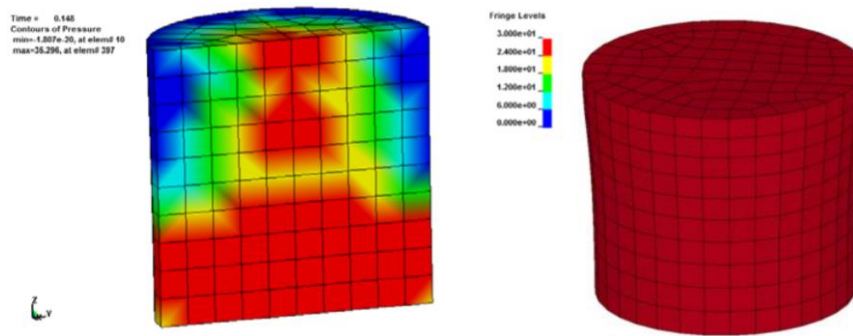 Time = 0.148
Contours of Pressure
min=-1.807e-20, at elem# 10
max=35.296, at elem# 397
Fringe Levels
3.000e+01
2.400e+01
1.800e+01
1.200e+01
6.000e+00
0.000e+00
Z
Y